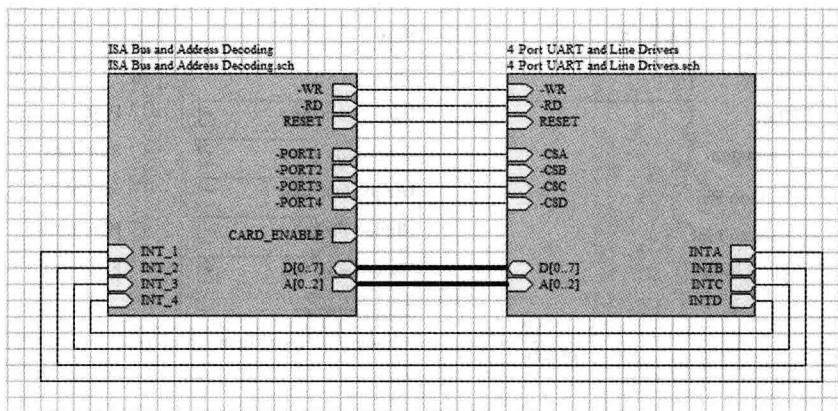 ISA Bus and Address Decoding
ISA Bus and Address Decoding.sch
-WR
-RD
RESET
-PORT1
-PORT2
-PORT3
-PORT4
CARD_ENABLE
INT_1
INT_2
INT_3
INT_4
D[0..7]
A[0..2]
4 Port UART and Line Drivers
4 Port UART and Line Drivers.sch
-WR
-RD
RESET
-CSA
-CSB
-CSC
-CSD
D[0..7]
A[0..2]
INTA
INTB
INTC
INTD